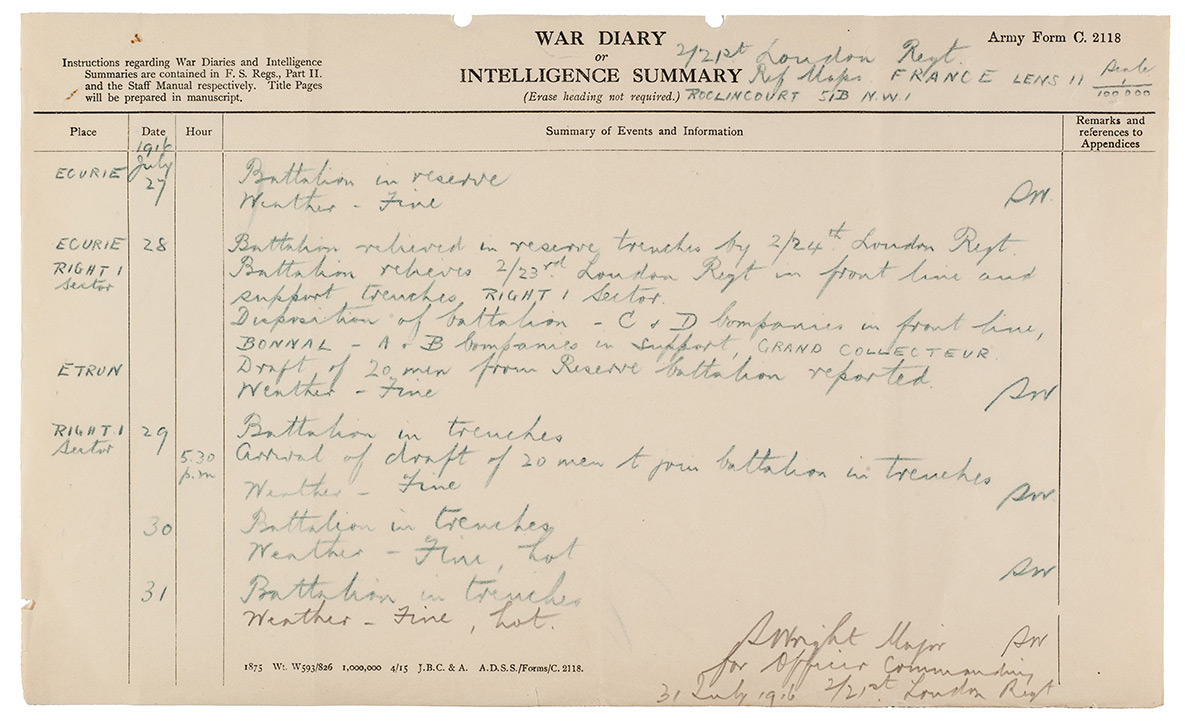 WAR DIARY
or
INTELLIGENCE SUMMARY
(Erase heading not required.)
Army Form C. 2118
Instructions regarding War Diaries and Intelligence
Summaries are contained in F. S. Regs., Part II.
and the Staff Manual respectively. Title Pages
will be prepared in manuscript.
2/21st London Regt.
Ref Maps. FRANCE LENS 11 Scale 1/100000
ROCLINCOURT 51B N.W.1
Place Date Hour Summary of Events and Information Remarks and references to Appendices
1916
July
ECURIE 27 Battalion in reserve
Weather - Fine SW.
ECURIE 28 Battalion relieved in reserve trenches by 2/24th London Regt.
RIGHT 1 Battalion relieves 2/23rd London Regt in front line and
Sector support trenches, RIGHT 1 Sector.
Disposition of battalion - C & D Companies in front line,
BONNAL - A & B Companies in support, GRAND COLLECTEUR
ETRUN Draft of 20 men from Reserve battalion reported.
Weather - Fine SW
RIGHT 1 29 Battalion in trenches
Sector 5.30 p.m Arrival of draft of 20 men to join battalion in trenches
Weather - Fine SW.
30 Battalion in trenches
Weather - Fine, hot SW
31 Battalion in trenches
Weather - Fine, hot.
SWright Major SW
for Officer Commanding
31 July 1916 2/21st London Regt
1875 Wt. W593/826 1,000,000 4/15 J.B.C. & A. A.D.S.S./Forms/C. 2118.